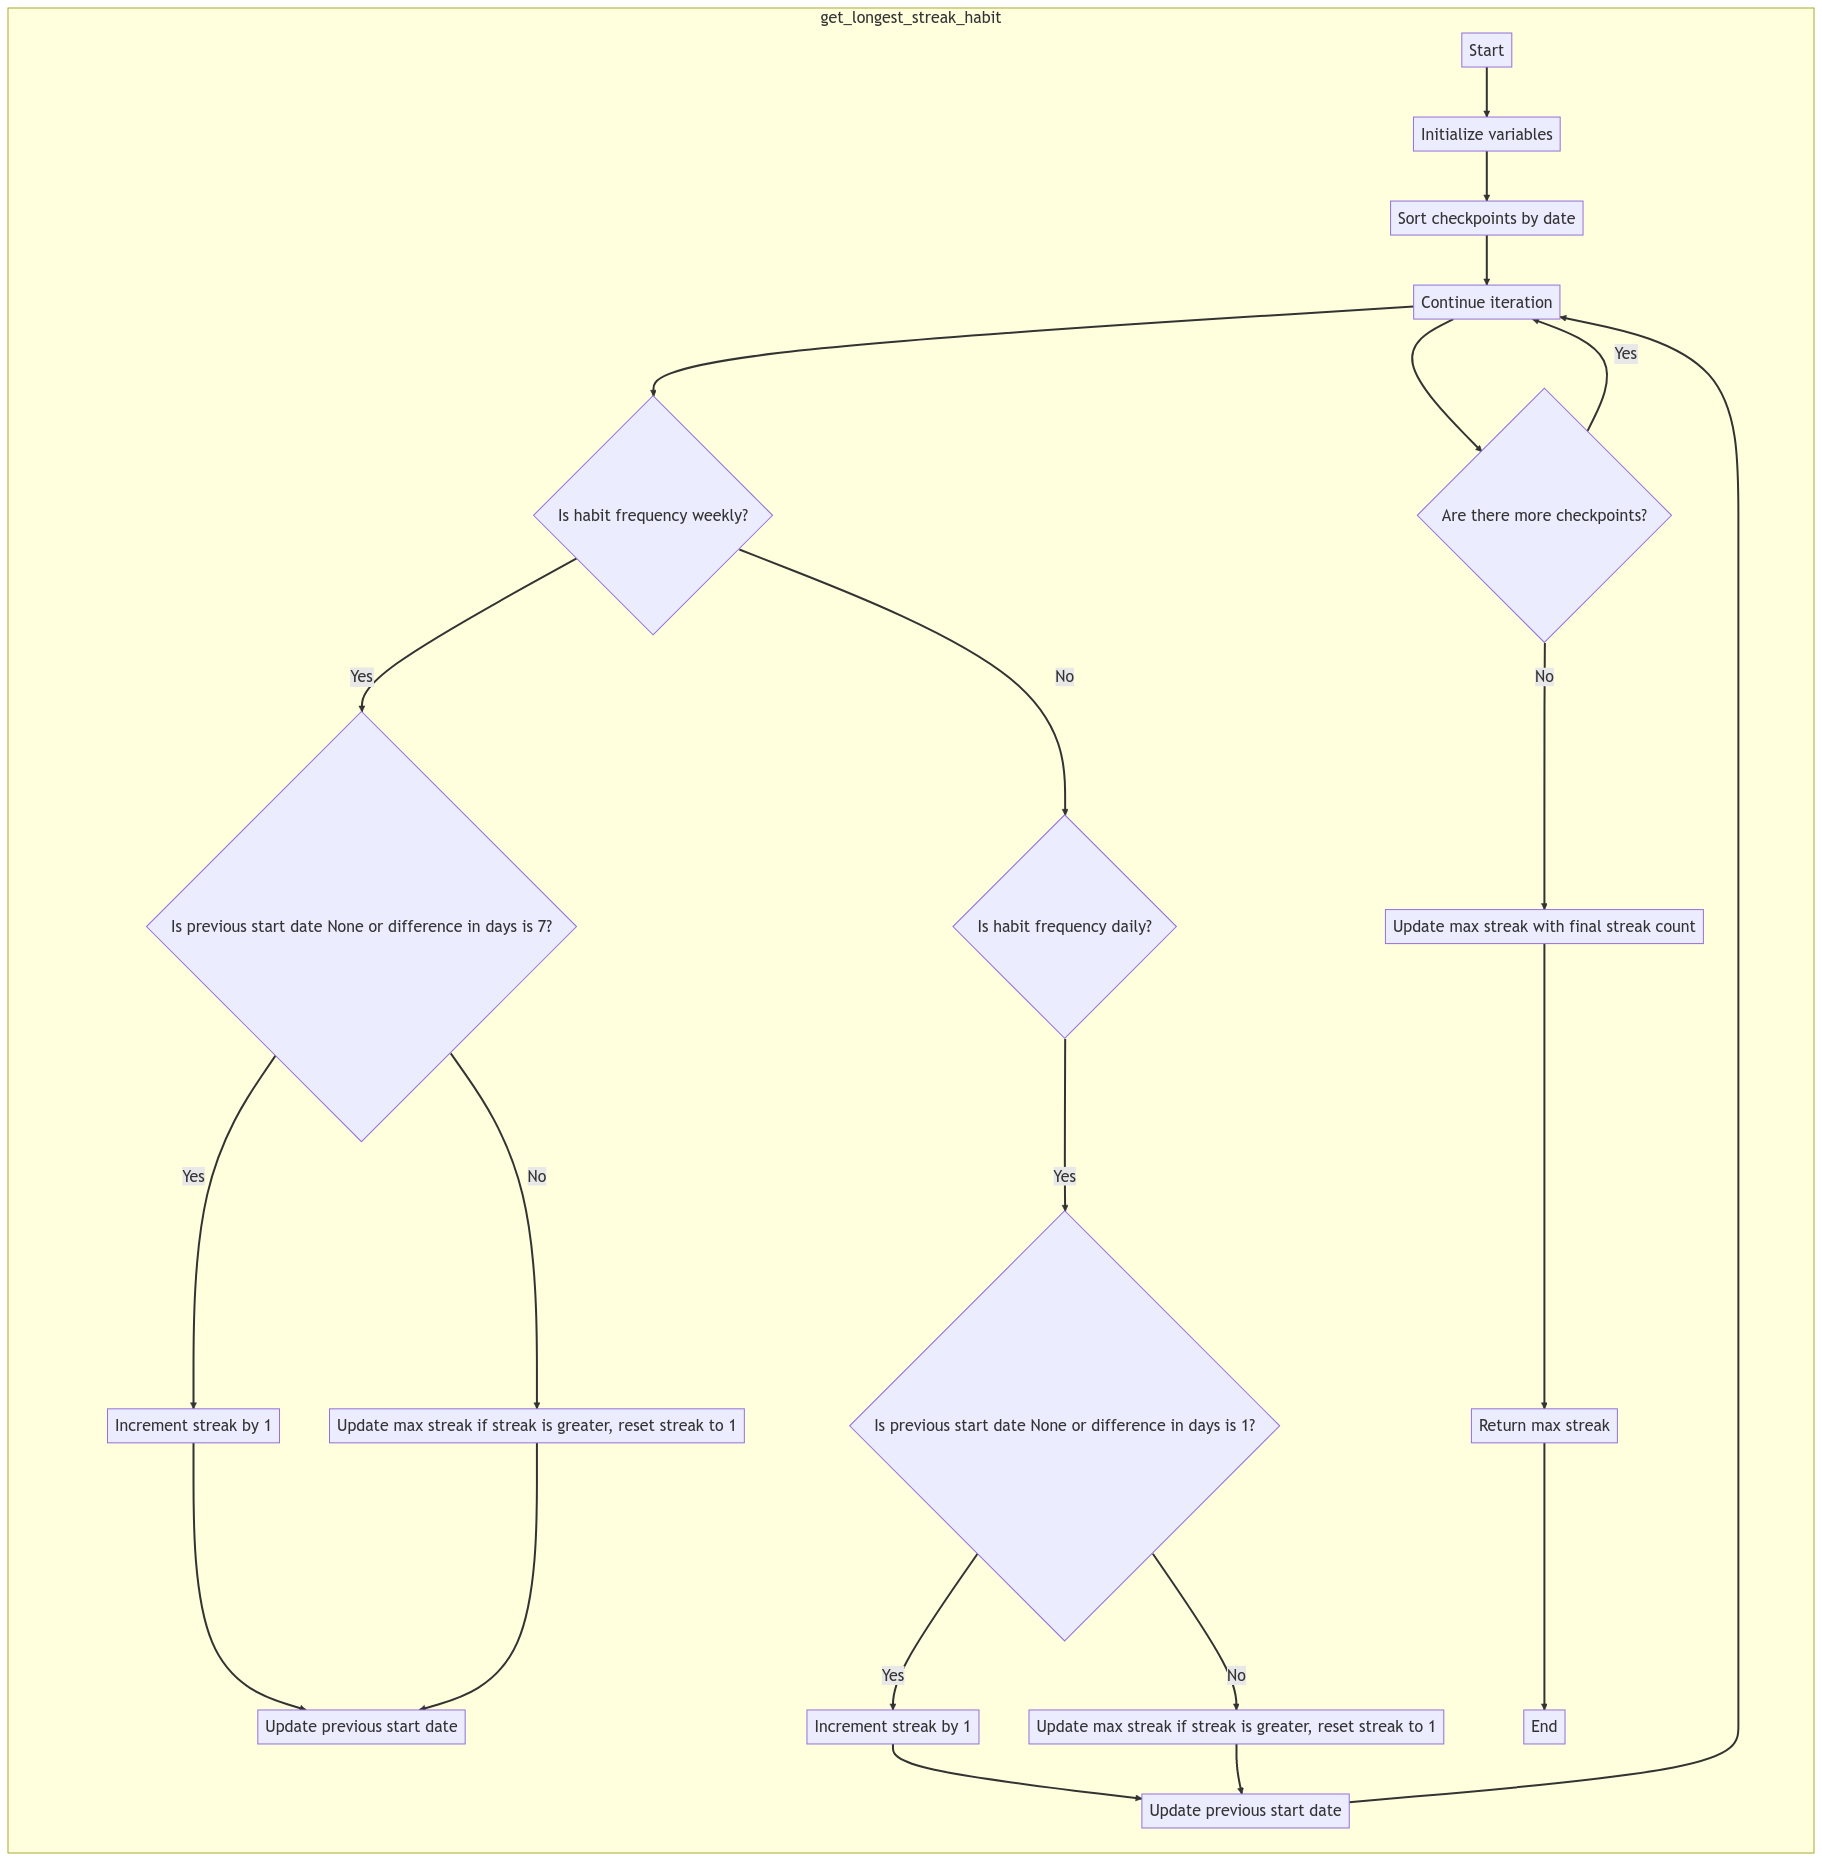 get_longest_streak_habit
Start
Initialize variables
Sort checkpoints by date
Continue iteration
Yes
Is habit frequency weekly?
Are there more checkpoints?
Yes
No
No
Is previous start date None or difference in days is 7?
Is habit frequency daily?
Update max streak with final streak count
Yes
No
Yes
Increment streak by 1
Update max streak if streak is greater, reset streak to 1
Is previous start date None or difference in days is 1?
Return max streak
Yes
No
Update previous start date
Increment streak by 1
Update max streak if streak is greater, reset streak to 1
End
Update previous start date